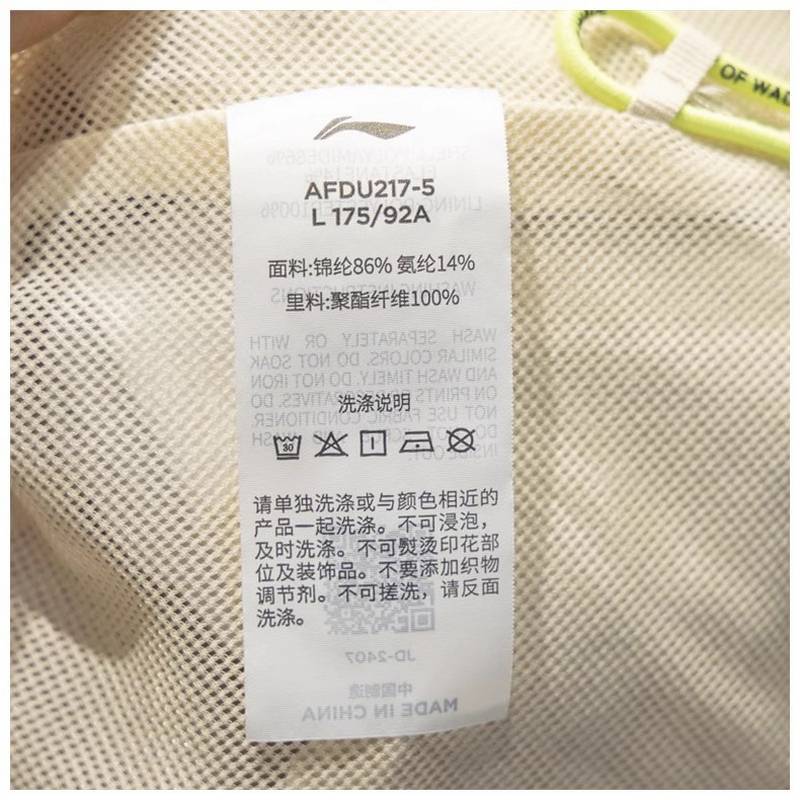 OF WAD
AFDU217-5
L 175/92A
面料:锦纶86% 氨纶14%
里料:聚酯纤维100%
洗涤说明
30
请单独洗涤或与颜色相近的
产品一起洗涤。不可浸泡,
及时洗涤。不可熨烫印花部
位及装饰品。不要添加织物
调节剂。不可搓洗,请反面
洗涤。
JD-2407
中国制造
MADE IN CHINA